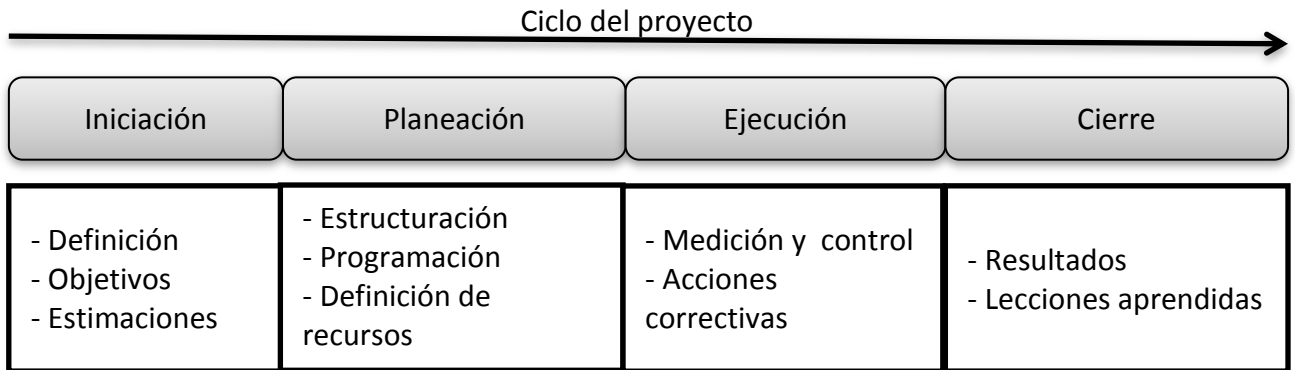 Ciclo del proyecto
Iniciación
Planeación
Ejecución
Cierre
- Definición
- Objetivos
- Estimaciones
- Estructuración
- Programación
- Definición de
recursos
- Medición y control
- Acciones
correctivas
- Resultados
- Lecciones aprendidas